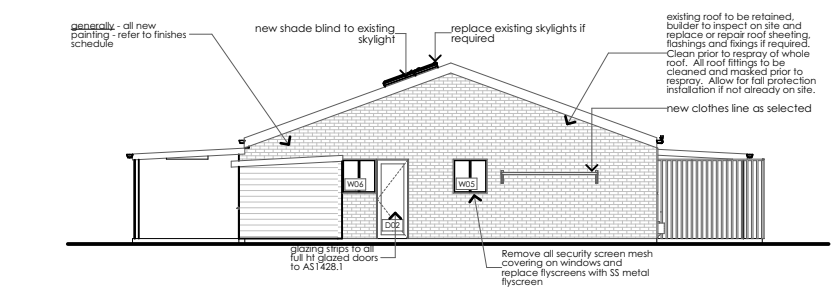 generally - all new
painting - refer to finishes
schedule
new shade blind to existing
skylight
replace existing skylights if
required
existing roof to be retained,
builder to inspect on site and
replace or repair roof sheeting,
flashings and fixings if required.
Clean prior to respray of whole
roof.  All roof fittings to be
cleaned and masked prior to
respray.  Allow for fall protection
installation if not already on site.
new clothes line as selected
W06
W05
D02
glazing strips to all
full ht glazed doors
to AS1428.1
Remove all security screen mesh
covering on windows and
replace flyscreens with SS metal
flyscreen